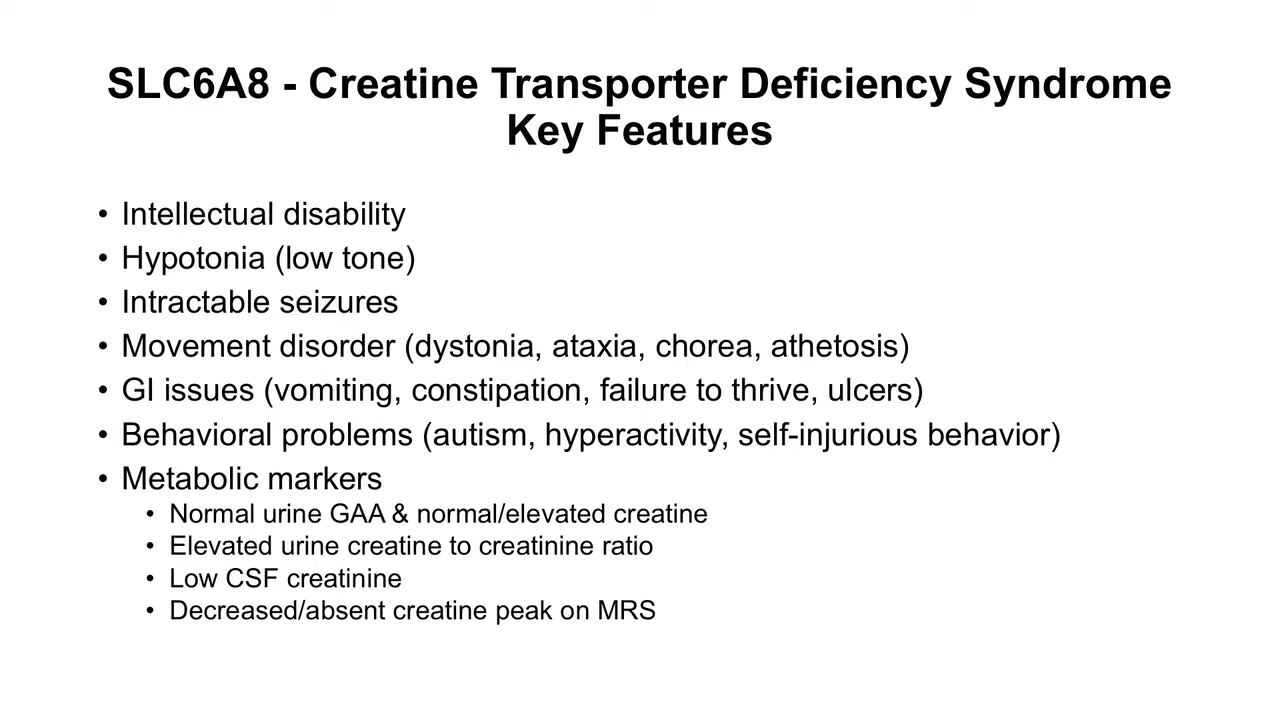 SLC6A8 - Creatine Transporter Deficiency Syndrome
Key Features
• Intellectual disability
• Hypotonia (low tone)
• Intractable seizures
• Movement disorder (dystonia, ataxia, chorea, athetosis)
• GI issues (vomiting, constipation, failure to thrive, ulcers)
• Behavioral problems (autism, hyperactivity, self-injurious behavior)
• Metabolic markers
• Normal urine GAA & normal/elevated creatine
• Elevated urine creatine to creatinine ratio
• Low CSF creatinine
• Decreased/absent creatine peak on MRS